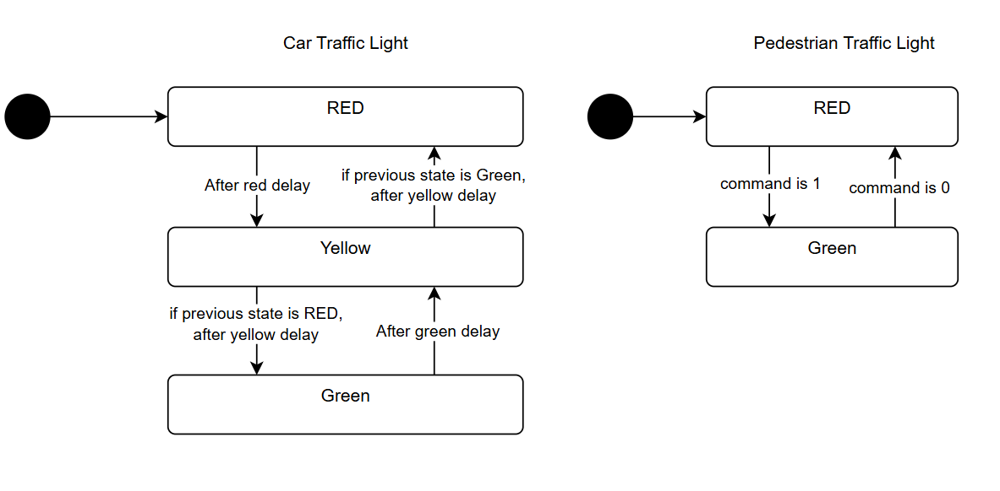 Car Traffic Light
RED
After red delay
if previous state is Green,
after yellow delay
Yellow
if previous state is RED,
after yellow delay
After green delay
Green
Pedestrian Traffic Light
RED
command is 1
command is 0
Green